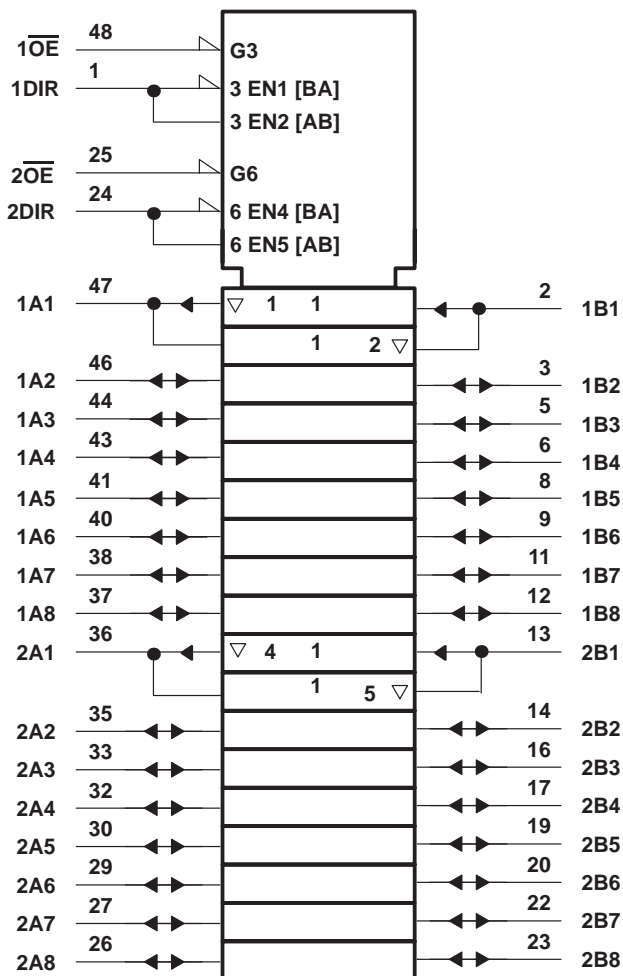 48
1O̅E̅
G3
1
1DIR
3 EN1 [BA]
3 EN2 [AB]
25
2O̅E̅
G6
24
2DIR
6 EN4 [BA]
6 EN5 [AB]
1A1 47 ▽ 1 1 2 1B1
1 2 ▽
1A2 46 3 1B2
1A3 44 5 1B3
1A4 43 6 1B4
1A5 41 8 1B5
1A6 40 9 1B6
1A7 38 11 1B7
1A8 37 12 1B8
2A1 36 ▽ 4 1 13 2B1
1 5 ▽
2A2 35 14 2B2
2A3 33 16 2B3
2A4 32 17 2B4
2A5 30 19 2B5
2A6 29 20 2B6
2A7 27 22 2B7
2A8 26 23 2B8